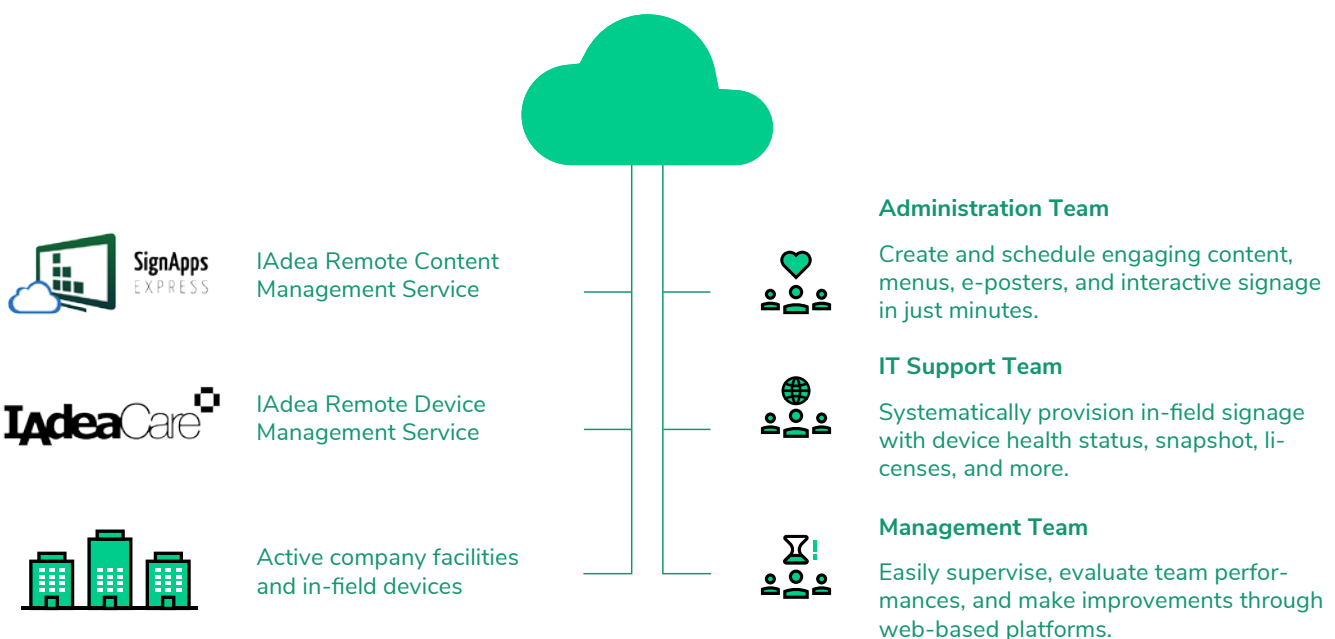 SignApps
EXPRESS
IAdea Remote Content
Management Service
IAdeaCare
IAdea Remote Device
Management Service
Active company facilities
and in-field devices
Administration Team
Create and schedule engaging content,
menus, e-posters, and interactive signage
in just minutes.
IT Support Team
Systematically provision in-field signage
with device health status, snapshot, li-
censes, and more.
Management Team
Easily supervise, evaluate team perfor-
mances, and make improvements through
web-based platforms.